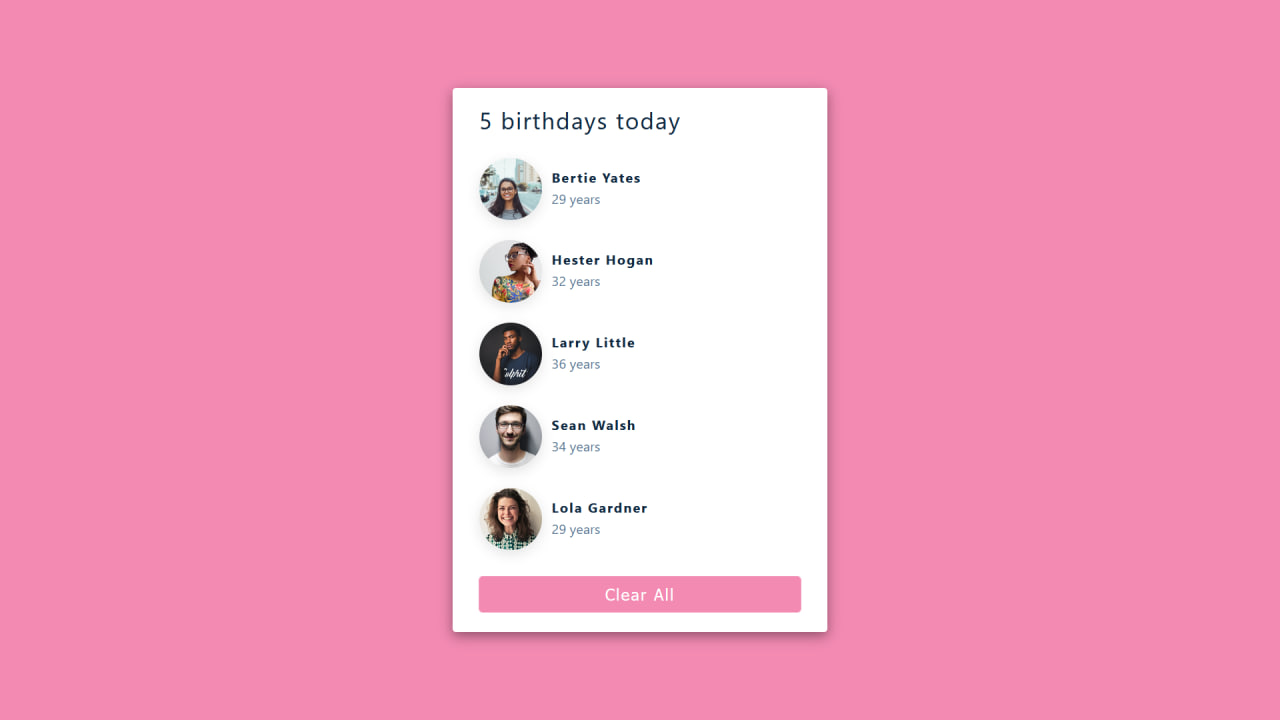 5 birthdays today
Bertie Yates
29 years
Hester Hogan
32 years
Larry Little
36 years
Sean Walsh
34 years
Lola Gardner
29 years
Clear All